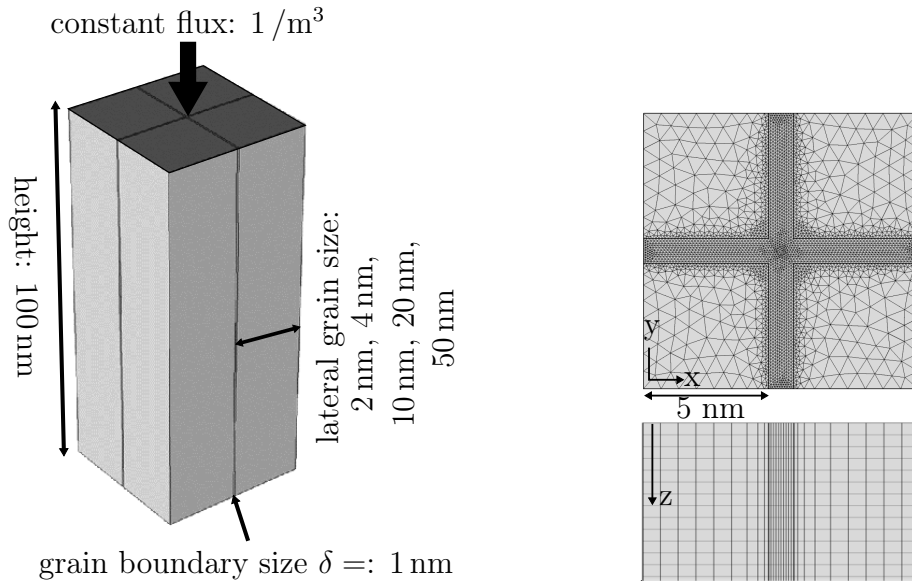 constant flux: 1 /m³
height: 100 nm
lateral grain size:
2 nm, 4 nm,
10 nm, 20 nm,
50 nm
grain boundary size δ =: 1 nm
y
x
5 nm
z